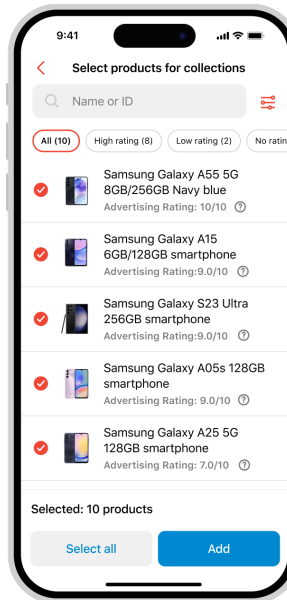 9:41
Select products for collections
Name or ID
All (10)
High rating (8)
Low rating (2)
No ratin
Samsung Galaxy A55 5G
8GB/256GB Navy blue
Advertising Rating: 10/10
Samsung Galaxy A15
6GB/128GB smartphone
Advertising Rating:9.0/10
Samsung Galaxy S23 Ultra
256GB smartphone
Advertising Rating:9.0/10
Samsung Galaxy A05s 128GB
smartphone
Advertising Rating: 9.0/10
Samsung Galaxy A25 5G
128GB smartphone
Advertising Rating: 7.0/10
Selected: 10 products
Select all
Add